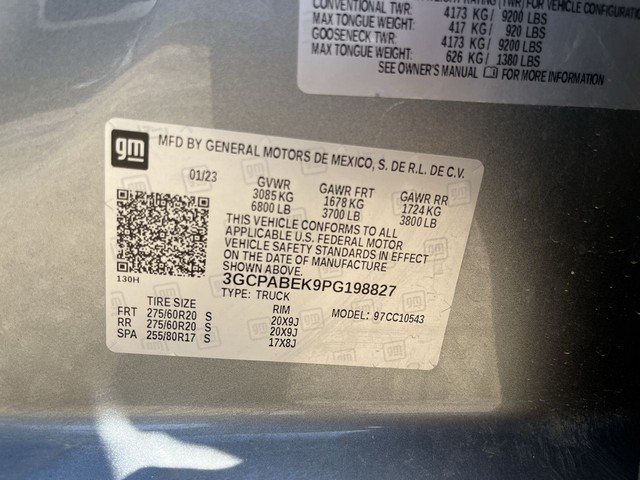 CONVENTIONAL TWR: 4173 KG/ 9200 LBS
MAX TONGUE WEIGHT: 417 KG/ 920 LBS
GOOSENECK TWR: 4173 KG/ 9200 LBS
MAX TONGUE WEIGHT: 626 KG/ 1380 LBS
SEE OWNER'S MANUAL FOR MORE INFORMATION
gm
MFD BY GENERAL MOTORS DE MEXICO, S. DE R.L. DE C.V.
01/23
GVWR GAWR FRT GAWR RR
3085 KG 1678 KG 1724 KG
6800 LB 3700 LB 3800 LB
THIS VEHICLE CONFORMS TO ALL
APPLICABLE U.S. FEDERAL MOTOR
VEHICLE SAFETY STANDARDS IN EFFECT
ON THE DATE OF MANUFACTURE
SHOWN ABOVE.
130H
3GCPABEK9PG198827
TYPE: TRUCK
TIRE SIZE RIM MODEL: 97CC10543
FRT 275/60R20 S 20X9J
RR 275/60R20 S 20X9J
SPA 255/80R17 S 17X8J